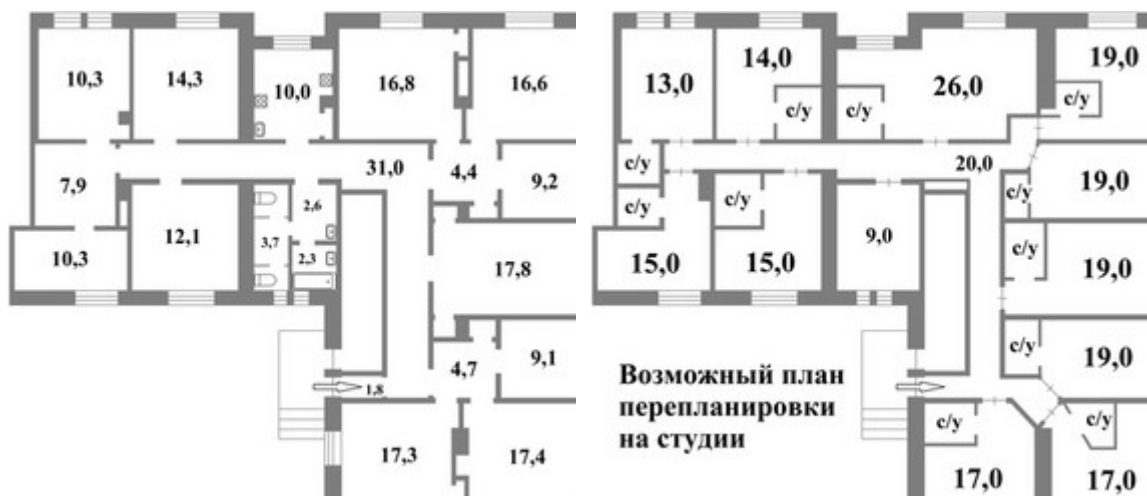 10,3
14,3
10,0
16,8
16,6
7,9
31,0
4,4
9,2
12,1
2,6
3,7
2,3
10,3
17,8
9,1
4,7
1,8
17,3
17,4
13,0
14,0
с/у
с/у
26,0
19,0
с/у
с/у
20,0
19,0
с/у
с/у
с/у
9,0
с/у
19,0
15,0
15,0
с/у
19,0
Возможный план
перепланировки
на студии
с/у
с/у
17,0
17,0